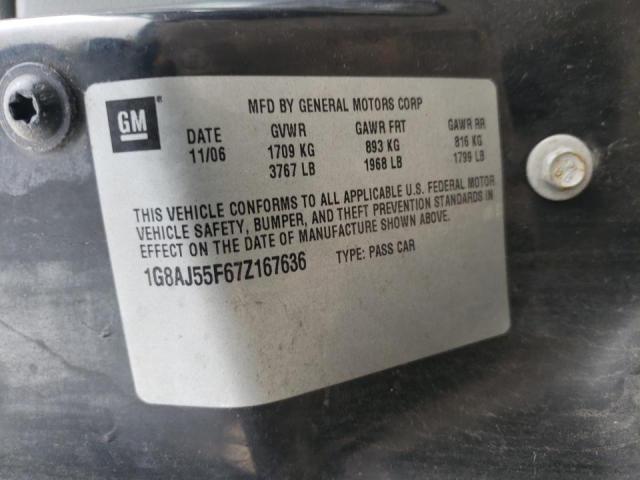 GM ®
MFD BY GENERAL MOTORS CORP
DATE GVWR GAWR FRT GAWR RR
11/06 1709 KG 893 KG 816 KG
3767 LB 1968 LB 1799 LB
THIS VEHICLE CONFORMS TO ALL APPLICABLE U.S. FEDERAL MOTOR
VEHICLE SAFETY, BUMPER, AND THEFT PREVENTION STANDARDS IN
EFFECT ON THE DATE OF MANUFACTURE SHOWN ABOVE.
1G8AJ55F67Z167636 TYPE: PASS CAR